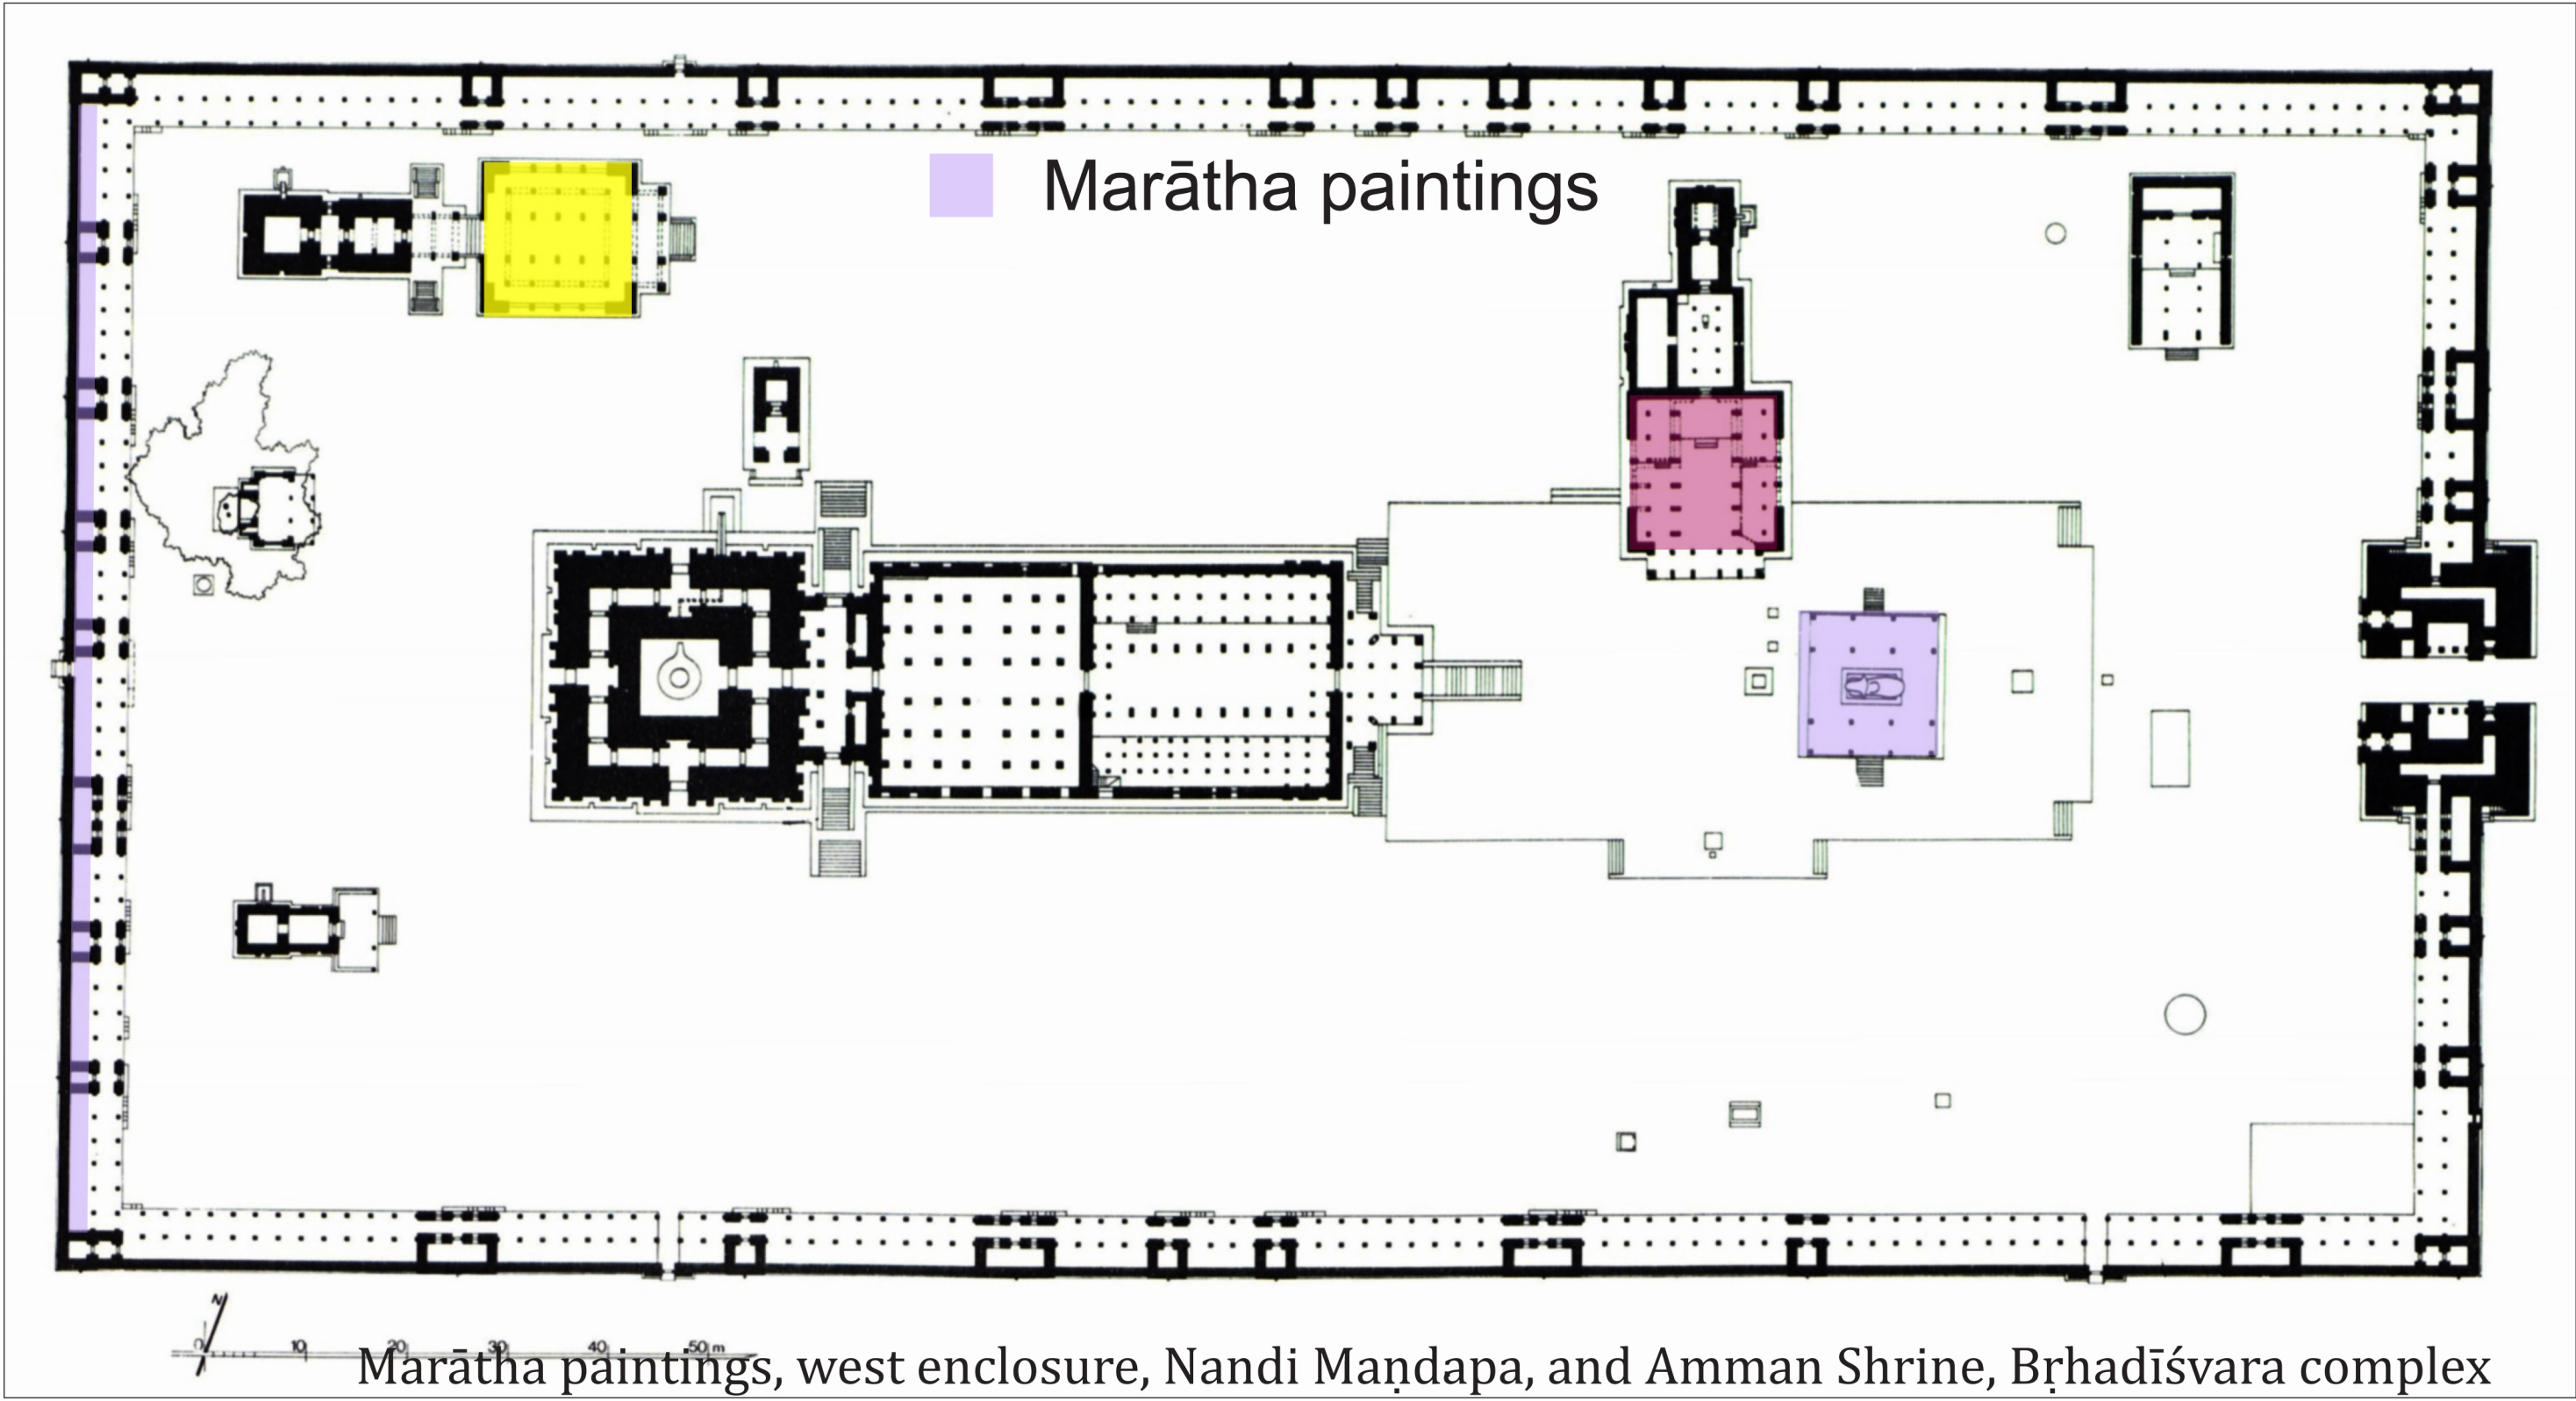 Marātha paintings
N
0 10 20 30 40 50 m
Marātha paintings, west enclosure, Nandi Maṇḍapa, and Amman Shrine, Bṛhadīśvara complex